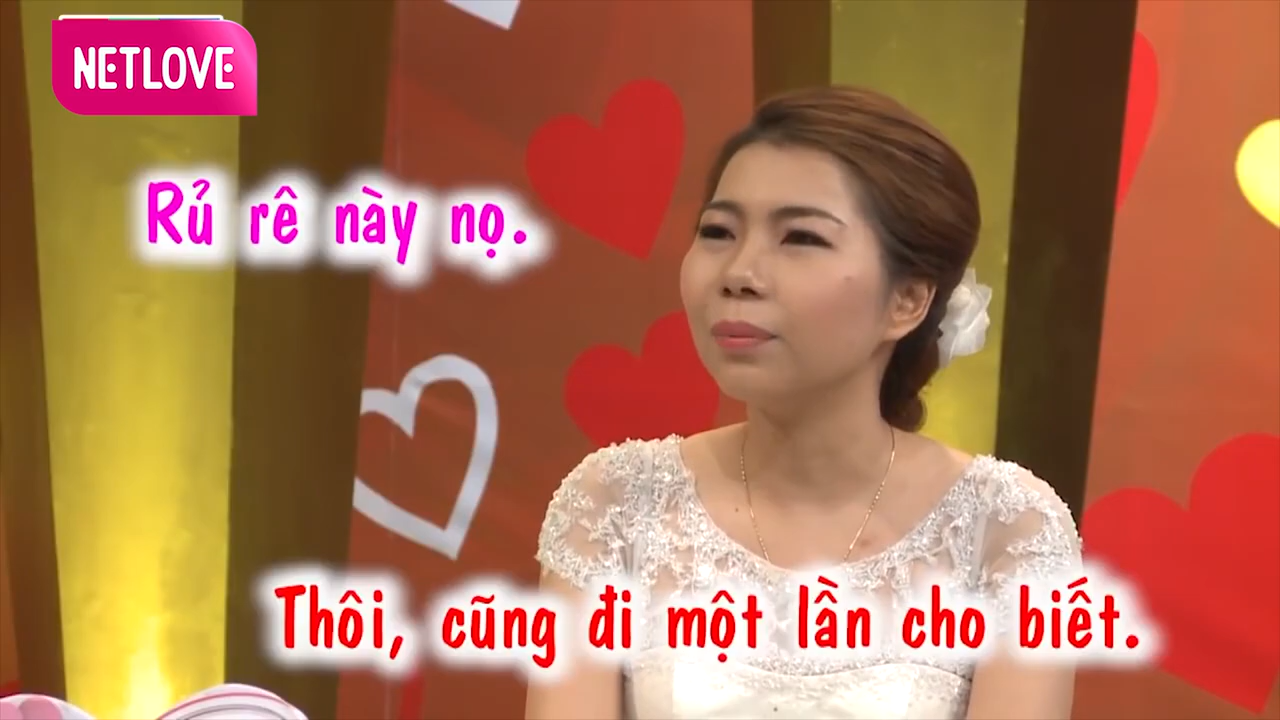 NETLOVE
Rủ rê này nọ.
Thôi, cũng đi một lần cho biết.